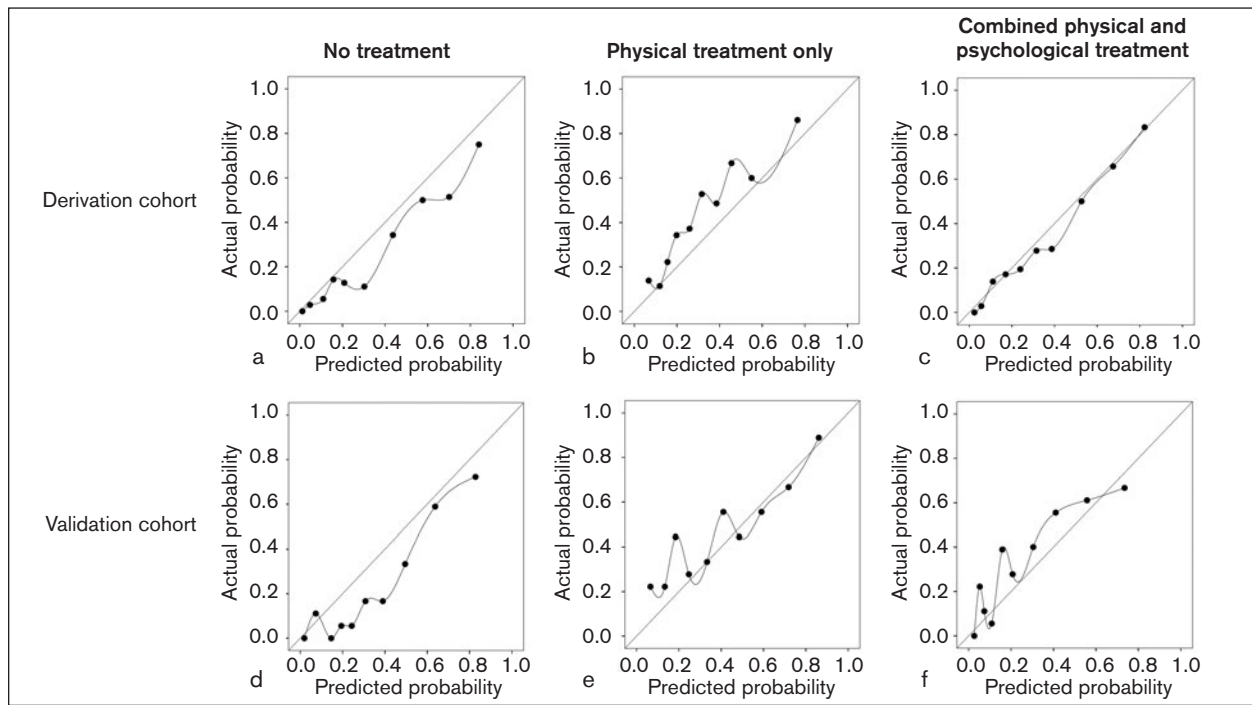 No treatment
Physical treatment only
Combined physical and
psychological treatment
Derivation cohort
Actual probability
1.0
0.8
0.6
0.4
0.2
0.0
0.0 0.2 0.4 0.6 0.8 1.0
a
Predicted probability
Actual probability
1.0
0.8
0.6
0.4
0.2
0.0
0.0 0.2 0.4 0.6 0.8 1.0
b
Predicted probability
Actual probability
1.0
0.8
0.6
0.4
0.2
0.0
0.0 0.2 0.4 0.6 0.8 1.0
c
Predicted probability
Validation cohort
Actual probability
1.0
0.8
0.6
0.4
0.2
0.0
0.0 0.2 0.4 0.6 0.8 1.0
d
Predicted probability
Actual probability
1.0
0.8
0.6
0.4
0.2
0.0
0.0 0.2 0.4 0.6 0.8 1.0
e
Predicted probability
Actual probability
1.0
0.8
0.6
0.4
0.2
0.0
0.0 0.2 0.4 0.6 0.8 1.0
f
Predicted probability